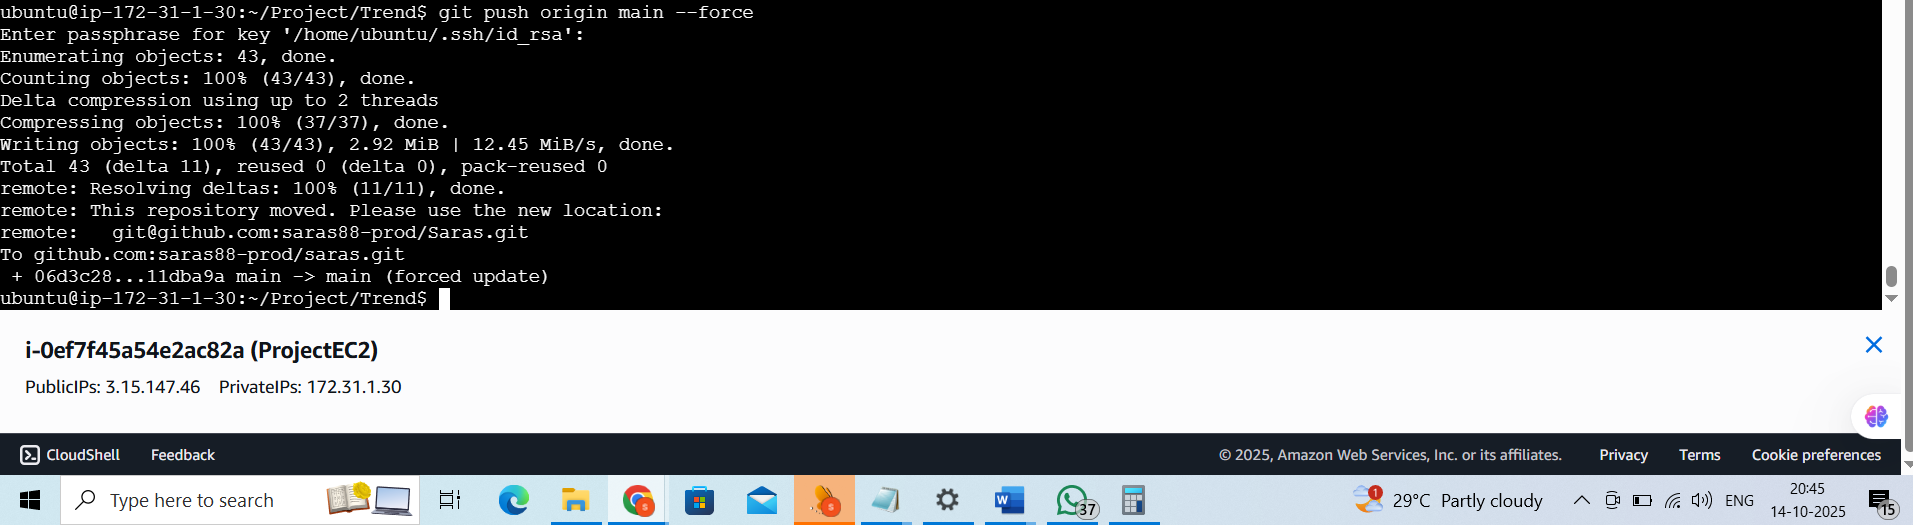 ubuntu@ip-172-31-1-30:~/Project/Trend$ git push origin main --force
Enter passphrase for key '/home/ubuntu/.ssh/id_rsa':
Enumerating objects: 43, done.
Counting objects: 100% (43/43), done.
Delta compression using up to 2 threads
Compressing objects: 100% (37/37), done.
Writing objects: 100% (43/43), 2.92 MiB | 12.45 MiB/s, done.
Total 43 (delta 11), reused 0 (delta 0), pack-reused 0
remote: Resolving deltas: 100% (11/11), done.
remote: This repository moved. Please use the new location:
remote:   git@github.com:saras88-prod/Saras.git
To github.com:saras88-prod/saras.git
 + 06d3c28...11dba9a main -> main (forced update)
ubuntu@ip-172-31-1-30:~/Project/Trend$
i-0ef7f45a54e2ac82a (ProjectEC2)
PublicIPs: 3.15.147.46 PrivateIPs: 172.31.1.30
CloudShell Feedback © 2025, Amazon Web Services, Inc. or its affiliates. Privacy Terms Cookie preferences
Type here to search S S 37 1 29°C Partly cloudy ENG 20:45
14-10-2025 15